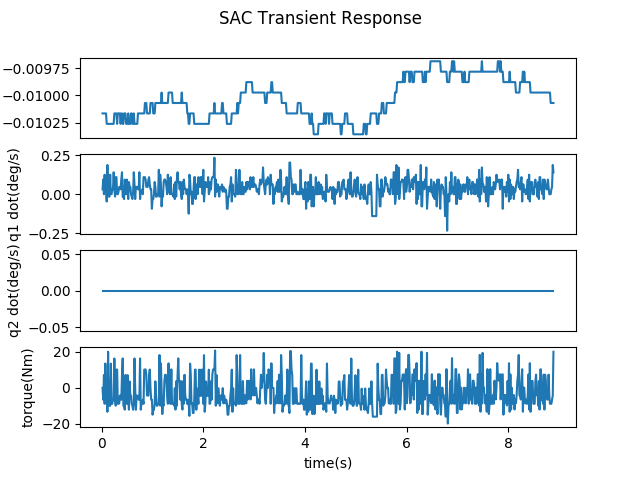 SAC Transient Response
−0.00975
−0.01000
−0.01025
0.25
0.00
−0.25
q1 dot(deg/s)
0.05
0.00
−0.05
q2 dot(deg/s)
20
0
−20
torque(Nm)
0 2 4 6 8
time(s)